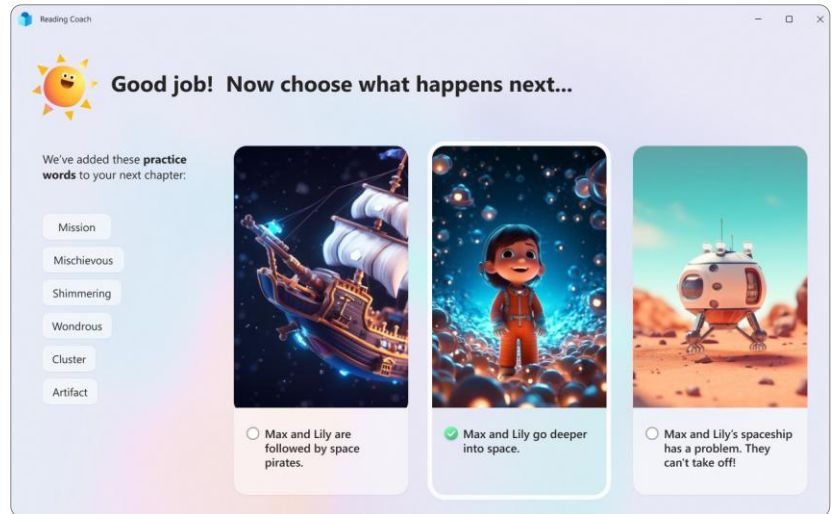 Reading Coach
Good job! Now choose what happens next...
We've added these practice
words to your next chapter:
Mission
Mischievous
Shimmering
Wondrous
Cluster
Artifact
Max and Lily are
followed by space
pirates.
Max and Lily go deeper
into space.
Max and Lily's spaceship
has a problem. They
can't take off!